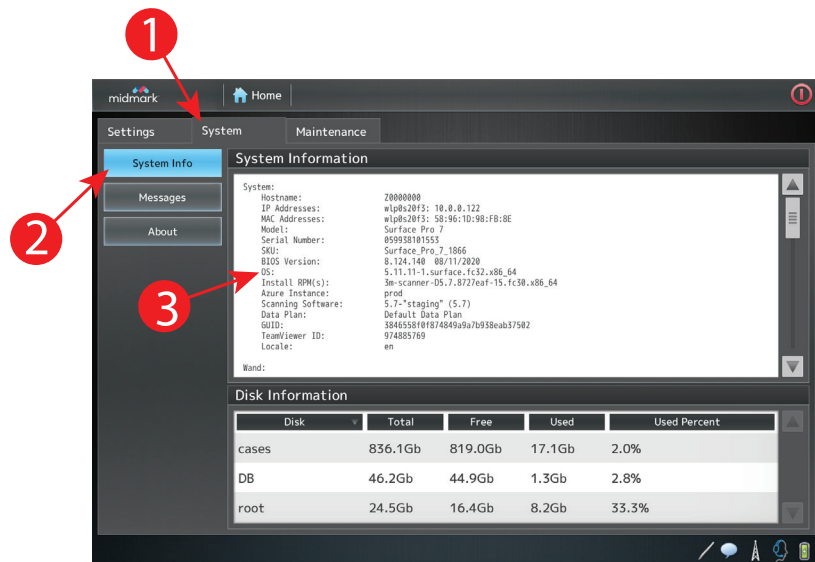 1
midmark
Home
Settings System Maintenance
System Info
System Information
2
Messages
About
System:
Hostname: Z0000000
IP Addresses: wlp0s20f3: 10.0.0.122
MAC Addresses: wlp0s20f3: 58:96:1D:98:FB:8E
Model: Surface Pro 7
Serial Number: 059938101553
SKU: Surface_Pro_7_1866
BIOS Version: 8.124.140 08/11/2020
OS: 5.11.11-1.surface.fc32.x86_64
Install RPM(s): 3m-scanner-D5.7.8727eaf-15.fc30.x86_64
Azure Instance: prod
3
Scanning Software: 5.7-"staging" (5.7)
Data Plan: Default Data Plan
GUID: 3846558f0f874849a9a7b938eab37502
TeamViewer ID: 974885769
Locale: en
Wand:
Disk Information
Disk Total Free Used Used Percent
cases 836.1Gb 819.0Gb 17.1Gb 2.0%
DB 46.2Gb 44.9Gb 1.3Gb 2.8%
root 24.5Gb 16.4Gb 8.2Gb 33.3%